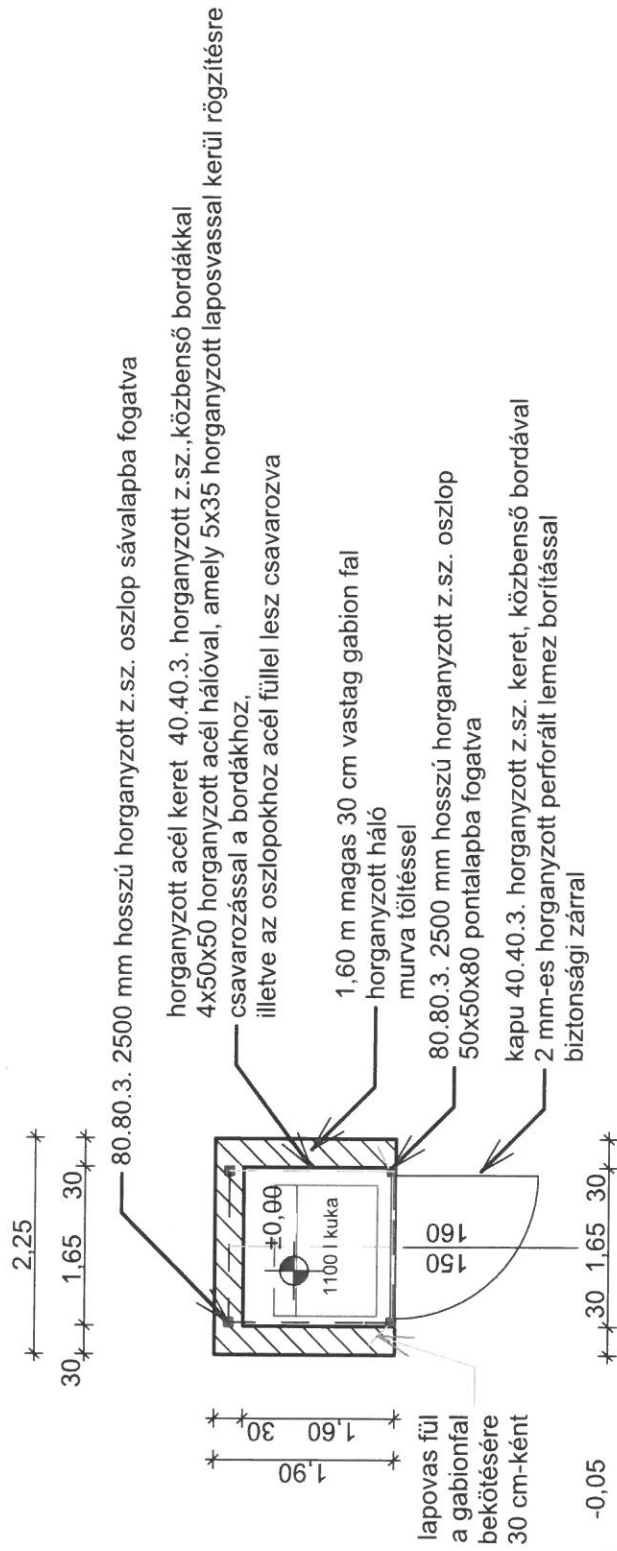 2,25
30 1,65 30
80.80.3. 2500 mm hosszú horganyzott z.sz. oszlop sávalapba fogatva
horganyzott acél keret 40.40.3. horganyzott z.sz.,közbenső bordákkal
4x50x50 horganyzott acél hálóval, amely 5x35 horganyzott laposvassal kerül rögzítésre
csavarozással a bordákhoz,
illetve az oszlopokhoz acél füllel lesz csavarozva
1,60 m magas 30 cm vastag gabion fal
horganyzott háló
murva töltéssel
80.80.3. 2500 mm hosszú horganyzott z.sz. oszlop
50x50x80 pontalapba fogatva
kapu 40.40.3. horganyzott z.sz. keret, közbenső bordával
2 mm-es horganyzott perforált lemez borítással
biztonsági zárral
±0,00
1100 l kuka
150
160
1,90
1,60 30
lapovas fül
a gabionfal
bekötésére
30 cm-ként
30 1,65 30
-0,05